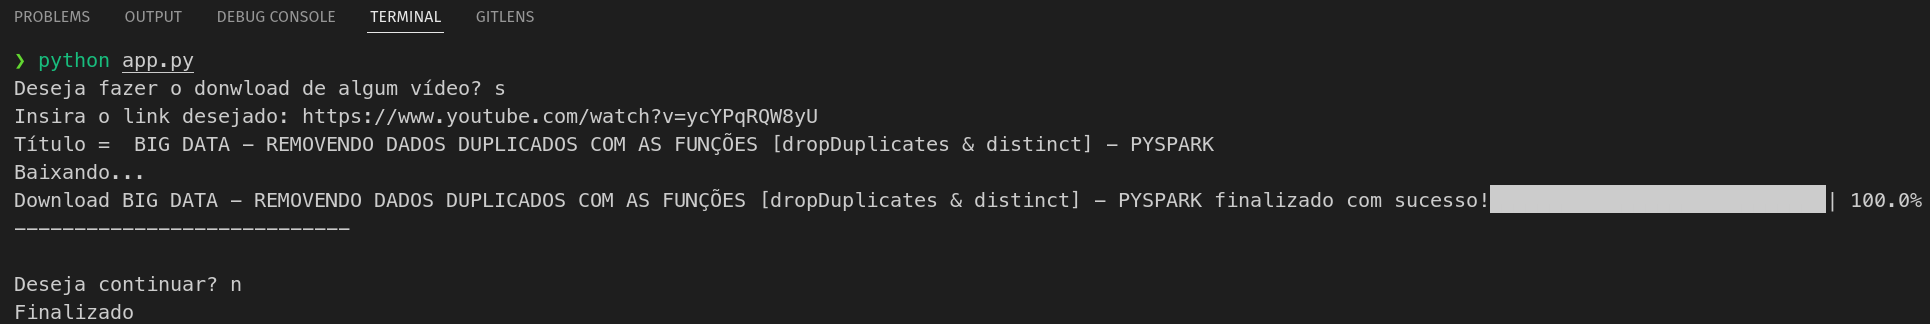 PROBLEMS OUTPUT DEBUG CONSOLE TERMINAL GITLENS
❯ python app.py
Deseja fazer o donwload de algum vídeo? s
Insira o link desejado: https://www.youtube.com/watch?v=ycYPqRQW8yU
Título =  BIG DATA - REMOVENDO DADOS DUPLICADOS COM AS FUNÇÕES [dropDuplicates & distinct] - PYSPARK
Baixando...
Download BIG DATA - REMOVENDO DADOS DUPLICADOS COM AS FUNÇÕES [dropDuplicates & distinct] - PYSPARK finalizado com sucesso!████████████████████████████| 100.0%
----------------------------
Deseja continuar? n
Finalizado